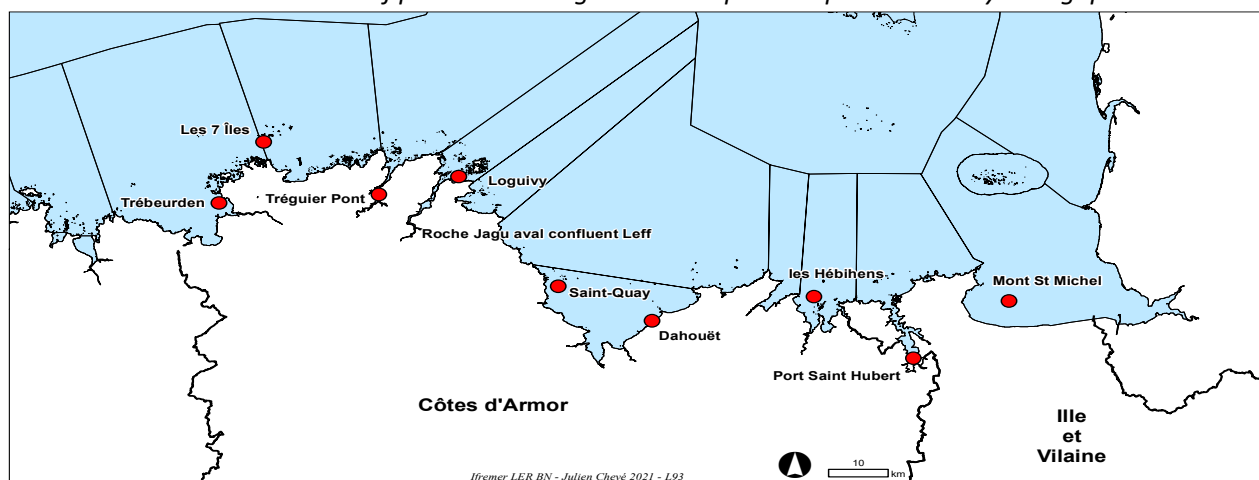 Les 7 Îles
Loguivy
Trébeurden
Tréguier Pont
Roche Jagu aval confluent Leff
les Hébihens
Mont St Michel
Saint-Quay
Dahouët
Port Saint Hubert
Côtes d'Armor
Ille
et
Vilaine
10
km
Ifremer LER BN - Julien Chevé 2021 - L93